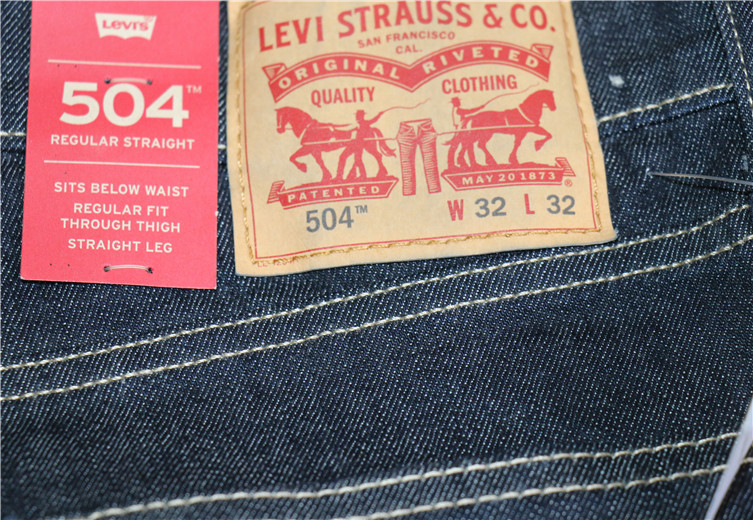 Levi's
504™
REGULAR STRAIGHT
SITS BELOW WAIST
REGULAR FIT
THROUGH THIGH
STRAIGHT LEG
LEVI STRAUSS & CO.
SAN FRANCISCO
CAL.
ORIGINAL RIVETED
QUALITY CLOTHING
PATENTED MAY 20 1873 ®
504™ W 32 L 32